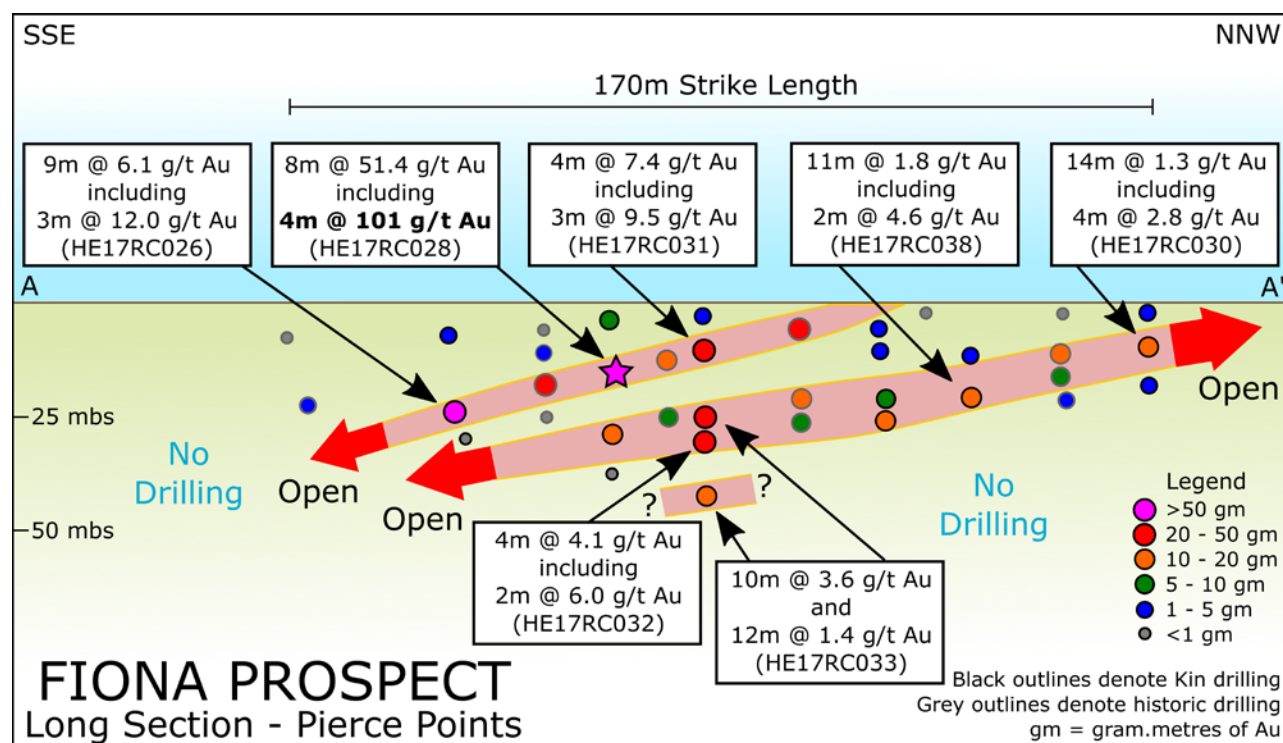 SSE
NNW
170m Strike Length
9m @ 6.1 g/t Au
including
3m @ 12.0 g/t Au
(HE17RC026)
8m @ 51.4 g/t Au
including
4m @ 101 g/t Au
(HE17RC028)
4m @ 7.4 g/t Au
including
3m @ 9.5 g/t Au
(HE17RC031)
11m @ 1.8 g/t Au
including
2m @ 4.6 g/t Au
(HE17RC038)
14m @ 1.3 g/t Au
including
4m @ 2.8 g/t Au
(HE17RC030)
A
A'
25 mbs
50 mbs
No
Drilling
Open
Open
Open
?
?
No
Drilling
4m @ 4.1 g/t Au
including
2m @ 6.0 g/t Au
(HE17RC032)
10m @ 3.6 g/t Au
and
12m @ 1.4 g/t Au
(HE17RC033)
Legend
>50 gm
20 - 50 gm
10 - 20 gm
5 - 10 gm
1 - 5 gm
<1 gm
FIONA PROSPECT
Long Section - Pierce Points
Black outlines denote Kin drilling
Grey outlines denote historic drilling
gm = gram.metres of Au